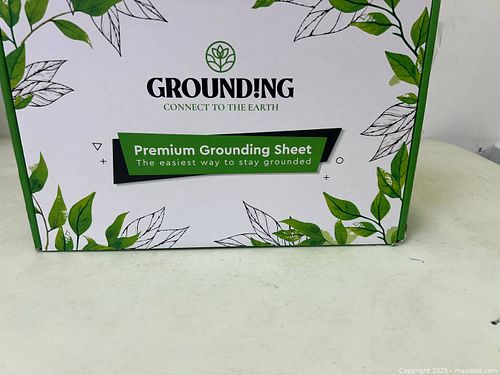 GROUND!NG
CONNECT TO THE EARTH
Premium Grounding Sheet
The easiest way to stay grounded
Copyright 2025 - maxsold.com